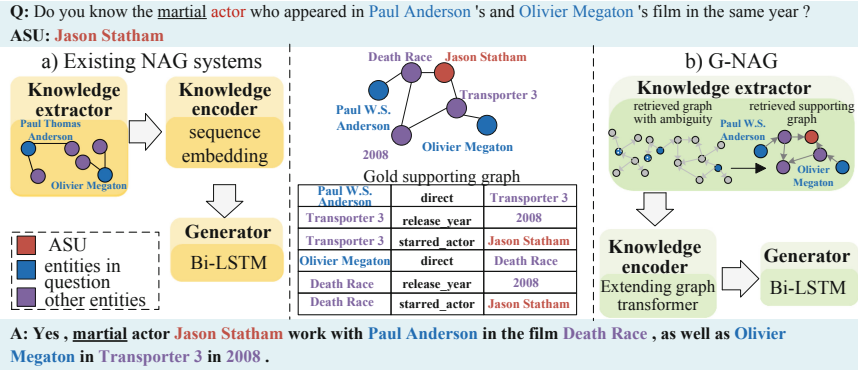 Q: Do you know the martial actor who appeared in Paul Anderson 's and Olivier Megaton 's film in the same year ?
ASU: Jason Statham
a) Existing NAG systems
Knowledge
extractor
Paul Thomas
Anderson
Olivier Megaton
Knowledge
encoder
sequence
embedding
Generator
Bi-LSTM
ASU
entities in
question
other entities
Death Race
Jason Statham
Paul W.S.
Anderson
Transporter 3
2008
Olivier Megaton
Gold supporting graph
Paul W.S.
Anderson direct Transporter 3
Transporter 3 release_year 2008
Transporter 3 starred_actor Jason Statham
Olivier Megaton direct Death Race
Death Race release_year 2008
Death Race starred_actor Jason Statham
b) G-NAG
Knowledge extractor
retrieved graph
with ambiguity
retrieved supporting
graph
Paul W.S.
Anderson
Olivier
Megaton
Knowledge
encoder
Extending graph
transformer
Generator
Bi-LSTM
A: Yes , martial actor Jason Statham work with Paul Anderson in the film Death Race , as well as Olivier
Megaton in Transporter 3 in 2008 .